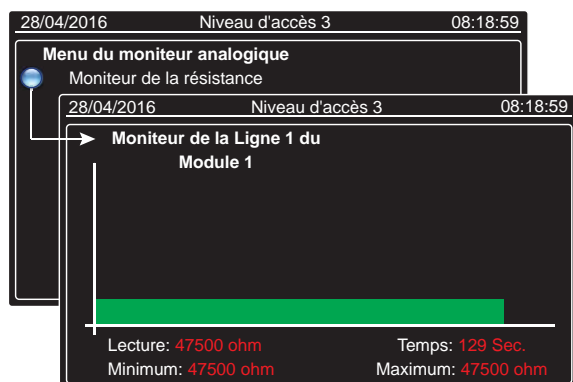 28/04/2016 Niveau d'accès 3 08:18:59
Menu du moniteur analogique
Moniteur de la résistance
28/04/2016 Niveau d'accès 3 08:18:59
Moniteur de la Ligne 1 du
Module 1
Lecture: 47500 ohm Temps: 129 Sec.
Minimum: 47500 ohm Maximum: 47500 ohm